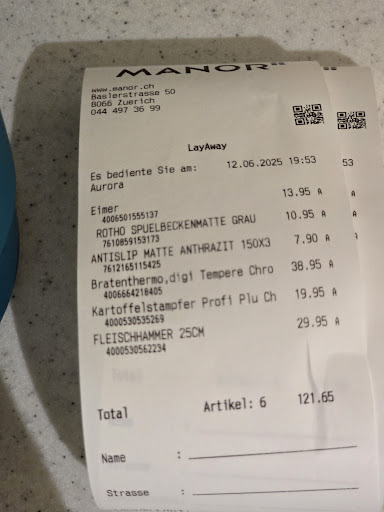 MANOR
www.manor.ch
Baslerstrasse 50
8066 Zuerich
044 497 36 99
LayAway
Es bediente Sie am: 12.06.2025 19:53 53
Aurora
Eimer 13.95 A
4006501555137
ROTHO SPUELBECKENMATTE GRAU 10.95 A
7610859153173
ANTISLIP MATTE ANTHRAZIT 150X3 7.90 A
7612165115425
Bratenthermo,digi Tempere Chro 38.95 A
4006664218405
Kartoffelstampfer Profi Plu Ch 19.95 A
4000530535269
FLEISCHHAMMER 25CM 29.95 A
4000530562234
Total Artikel: 6 121.65
Name :
Strasse :